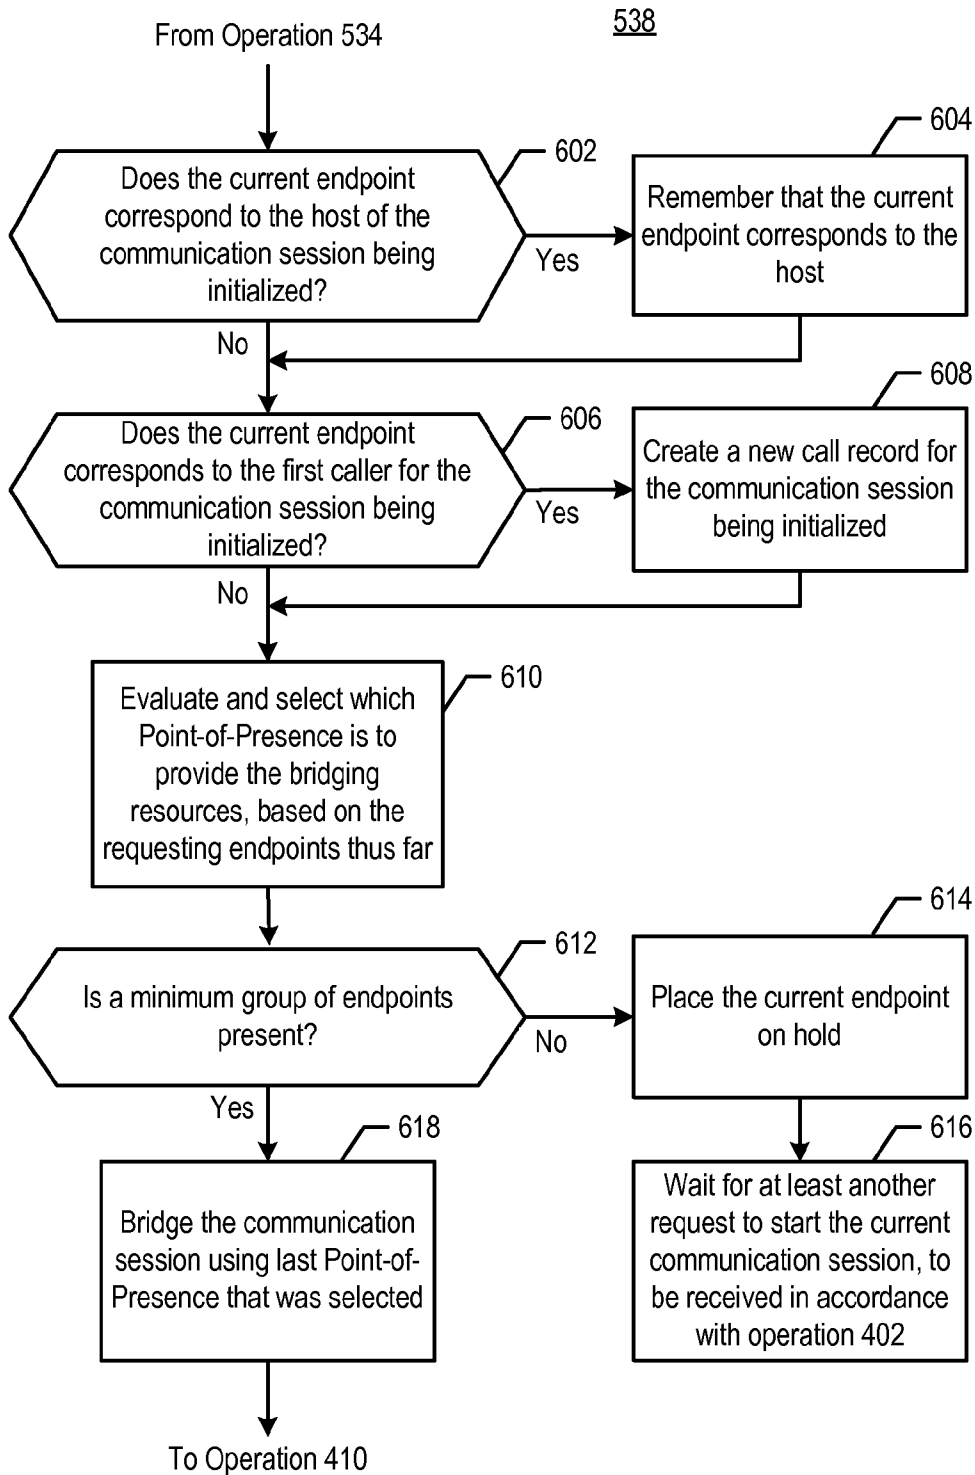 538
From Operation 534
602
Does the current endpoint
correspond to the host of the
communication session being
initialized?
Yes
604
Remember that the current
endpoint corresponds to the
host
No
606
Does the current endpoint
corresponds to the first caller for the
communication session being
initialized?
Yes
608
Create a new call record for
the communication session
being initialized
No
610
Evaluate and select which
Point-of-Presence is to
provide the bridging
resources, based on the
requesting endpoints thus far
612
Is a minimum group of endpoints
present?
No
614
Place the current endpoint
on hold
Yes
616
Wait for at least another
request to start the current
communication session, to
be received in accordance
with operation 402
618
Bridge the communication
session using last Point-of-
Presence that was selected
To Operation 410